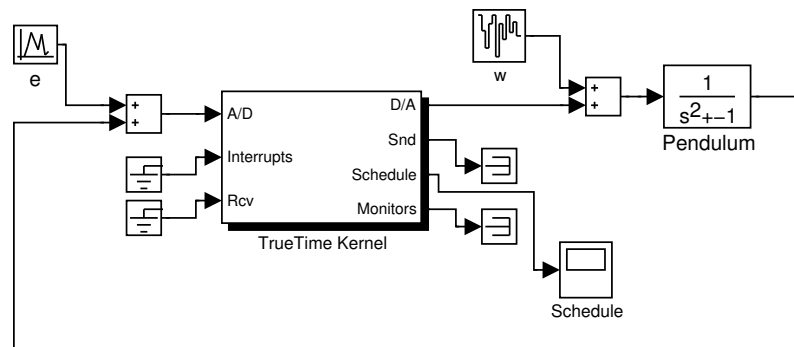 e
w
+
+
A/D
Interrupts
Rcv
D/A
Snd
Schedule
Monitors
TrueTime Kernel
+
+
1
s2+-1
Pendulum
Schedule